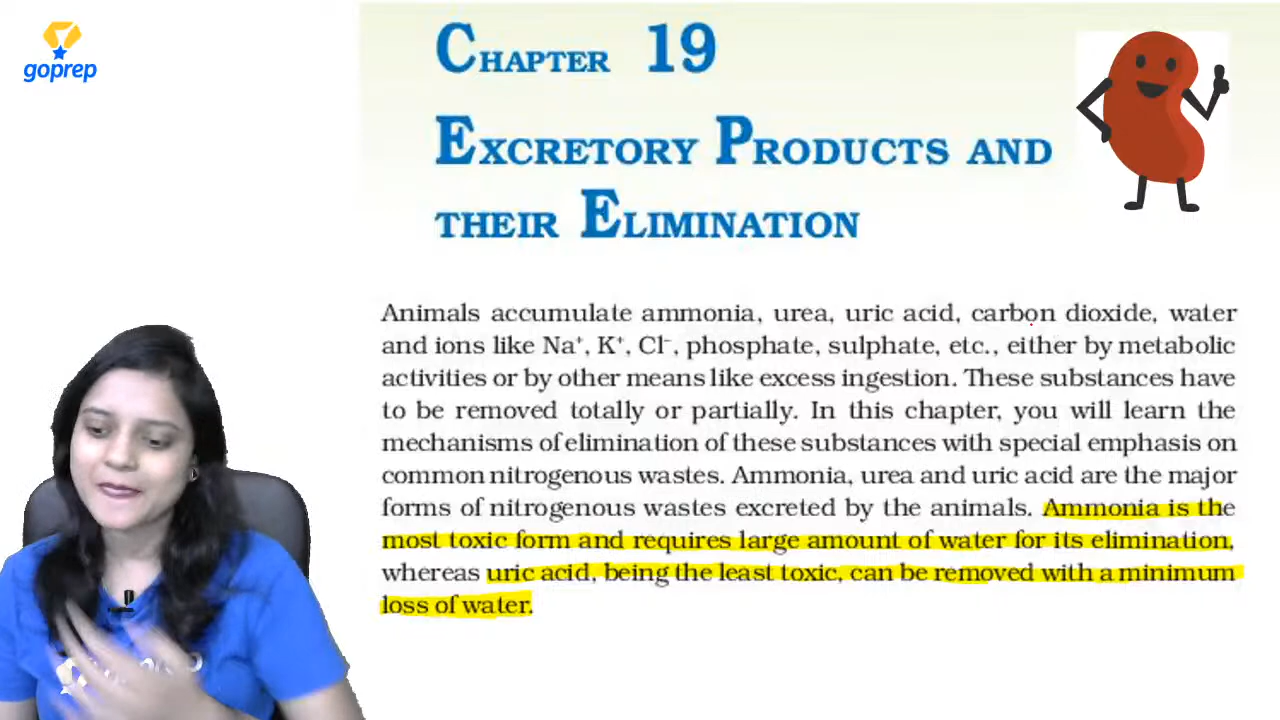 goprep
CHAPTER 19
EXCRETORY PRODUCTS AND
THEIR ELIMINATION
Animals accumulate ammonia, urea, uric acid, carbon dioxide, water
and ions like Na⁺, K⁺, Cl⁻, phosphate, sulphate, etc., either by metabolic
activities or by other means like excess ingestion. These substances have
to be removed totally or partially. In this chapter, you will learn the
mechanisms of elimination of these substances with special emphasis on
common nitrogenous wastes. Ammonia, urea and uric acid are the major
forms of nitrogenous wastes excreted by the animals. Ammonia is the
most toxic form and requires large amount of water for its elimination,
whereas uric acid, being the least toxic, can be removed with a minimum
loss of water.